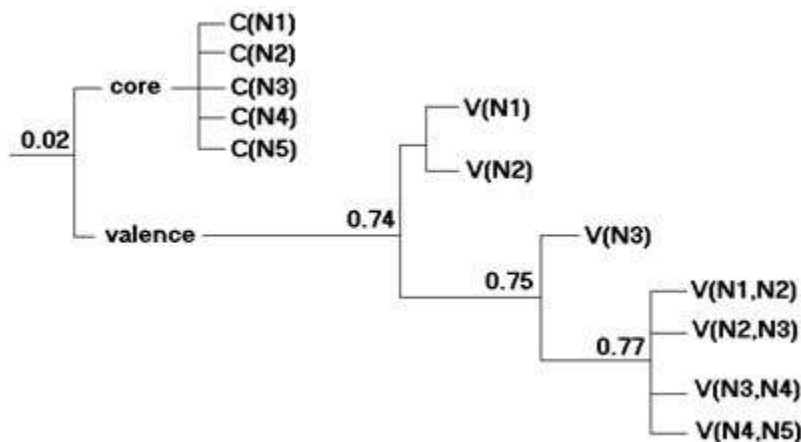 C(N1)
C(N2)
core
C(N3)
C(N4)
C(N5)
0.02
valence
0.74
V(N1)
V(N2)
V(N3)
0.75
V(N1,N2)
V(N2,N3)
0.77
V(N3,N4)
V(N4,N5)